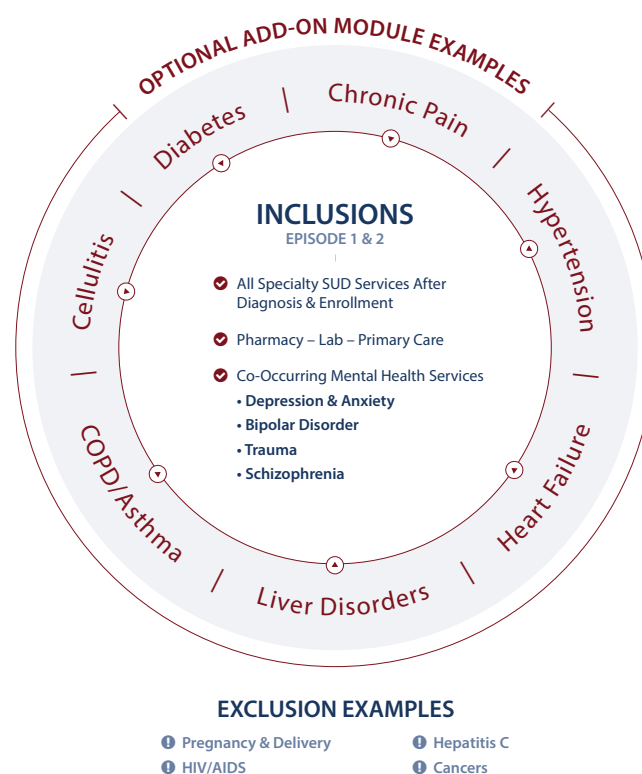 OPTIONAL ADD-ON MODULE EXAMPLES
Diabetes
Chronic Pain
Hypertension
Heart Failure
Liver Disorders
COPD/Asthma
Cellulitis
INCLUSIONS
EPISODE 1 & 2
All Specialty SUD Services After
Diagnosis & Enrollment
Pharmacy – Lab – Primary Care
Co-Occurring Mental Health Services
• Depression & Anxiety
• Bipolar Disorder
• Trauma
• Schizophrenia
EXCLUSION EXAMPLES
Pregnancy & Delivery
HIV/AIDS
Hepatitis C
Cancers